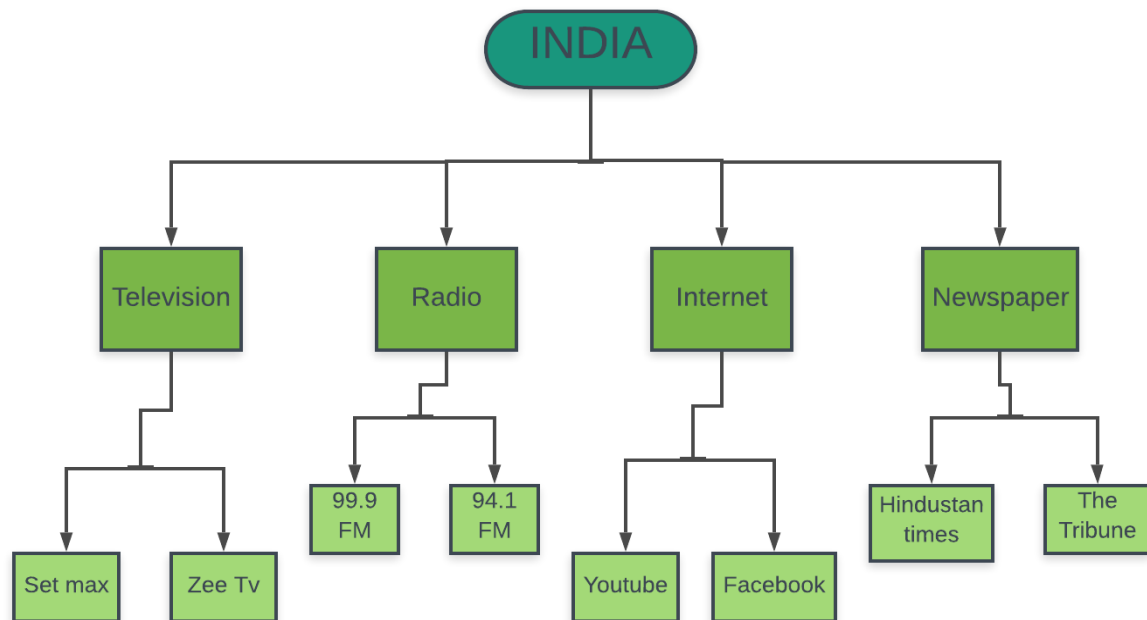 INDIA
Television
Radio
Internet
Newspaper
99.9
FM
94.1
FM
Hindustan
times
The
Tribune
Set max
Zee Tv
Youtube
Facebook